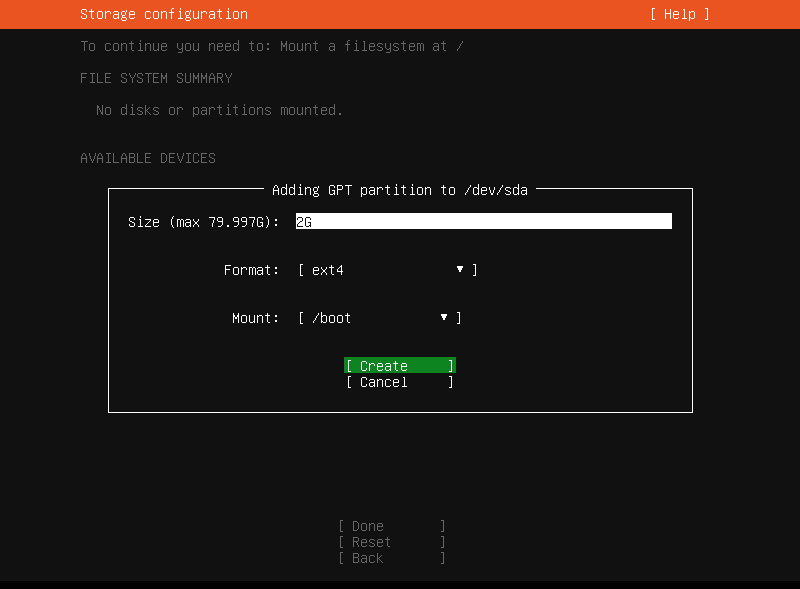 Storage configuration [ Help ]
To continue you need to: Mount a filesystem at /
FILE SYSTEM SUMMARY
No disks or partitions mounted.
AVAILABLE DEVICES
Adding GPT partition to /dev/sda
Size (max 79.997G): 2G
Format: [ ext4 ▼ ]
Mount: [ /boot ▼ ]
[ Create ]
[ Cancel ]
[ Done ]
[ Reset ]
[ Back ]